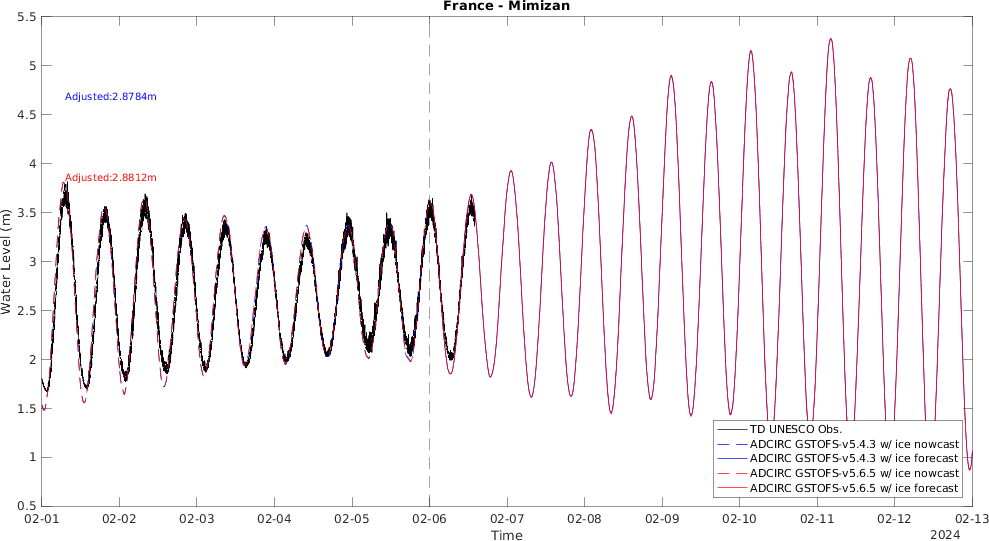 France - Mimizan
5.5
5
4.5
4
3.5
3
2.5
2
1.5
1
0.5
Water Level (m)
Adjusted:2.8784m
Adjusted:2.8812m
TD UNESCO Obs.
ADCIRC GSTOFS-v5.4.3 w/ ice nowcast
ADCIRC GSTOFS-v5.4.3 w/ ice forecast
ADCIRC GSTOFS-v5.6.5 w/ ice nowcast
ADCIRC GSTOFS-v5.6.5 w/ ice forecast
02-01 02-02 02-03 02-04 02-05 02-06 02-07 02-08 02-09 02-10 02-11 02-12 02-13
Time
2024